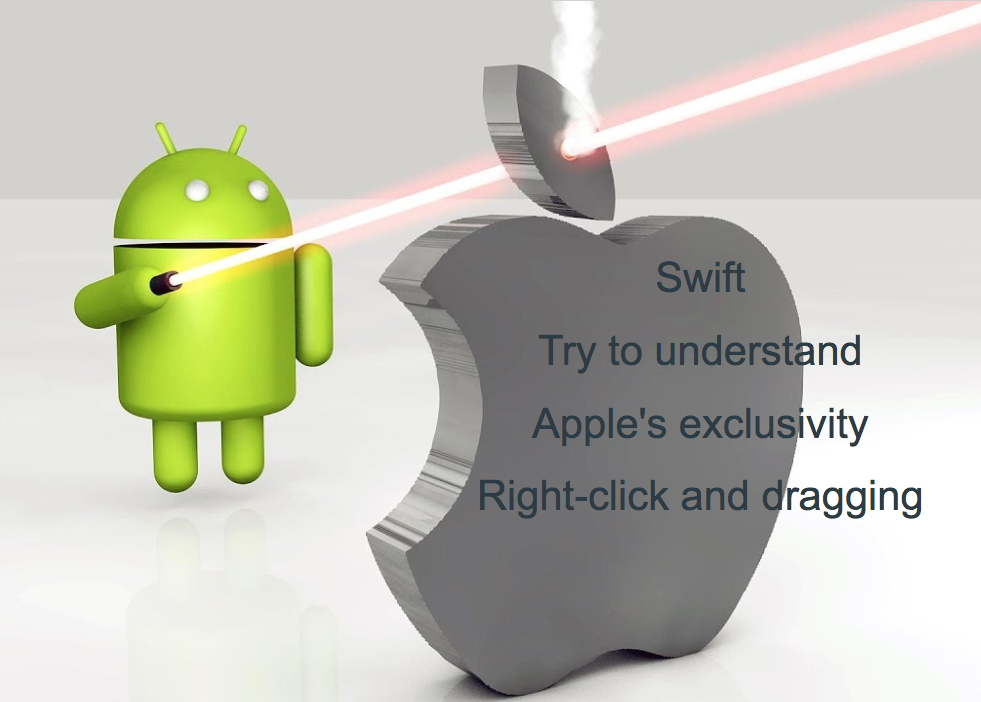 Swift
Try to understand
Apple's exclusivity
Right-click and dragging